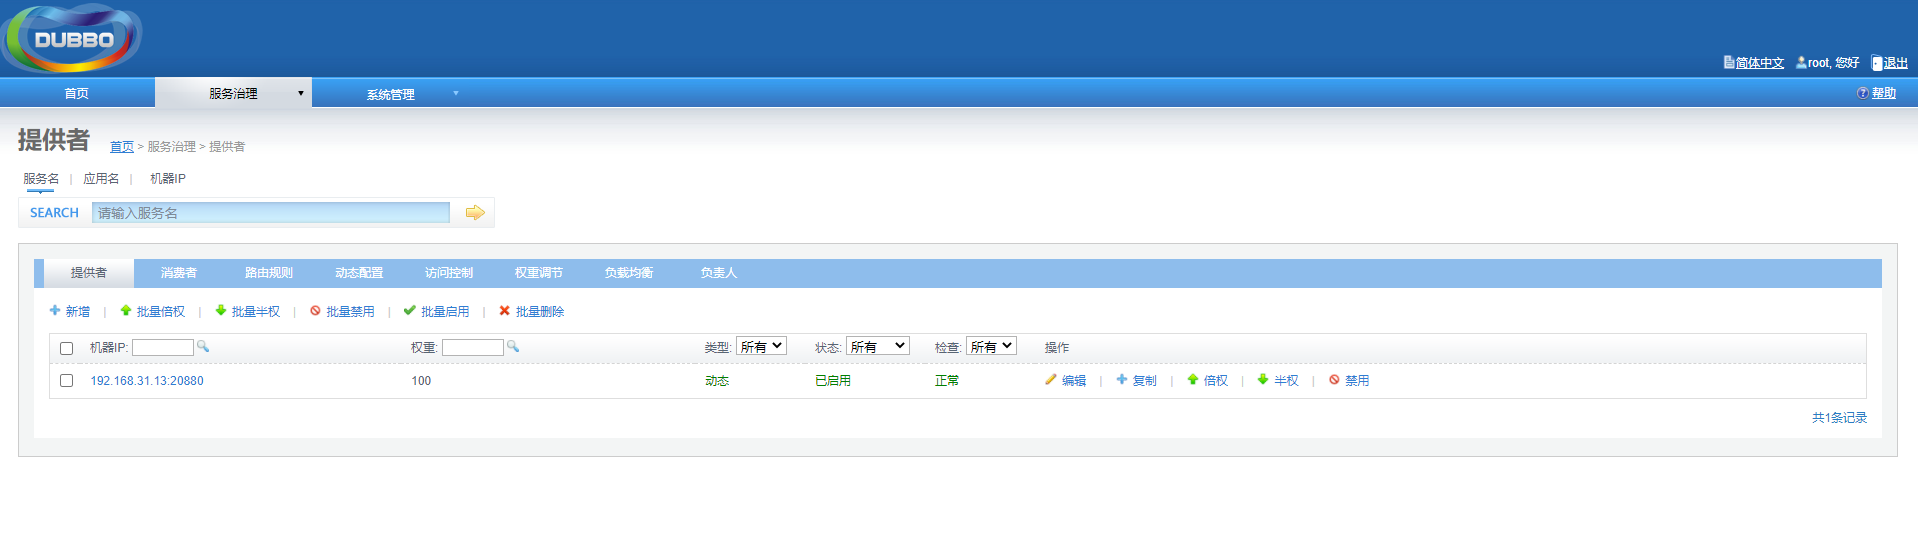 DUBBO
简体中文 root, 您好 退出
首页 服务治理 系统管理 帮助
提供者 首页 > 服务治理 > 提供者
服务名 | 应用名 | 机器IP
SEARCH 请输入服务名
提供者 消费者 路由规则 动态配置 访问控制 权重调节 负载均衡 负责人
新增 | 批量倍权 | 批量半权 | 批量禁用 | 批量启用 | 批量删除
机器IP: 权重: 类型: 所有 状态: 所有 检查: 所有 操作
192.168.31.13:20880 100 动态 已启用 正常 编辑 | 复制 | 倍权 | 半权 | 禁用
共1条记录